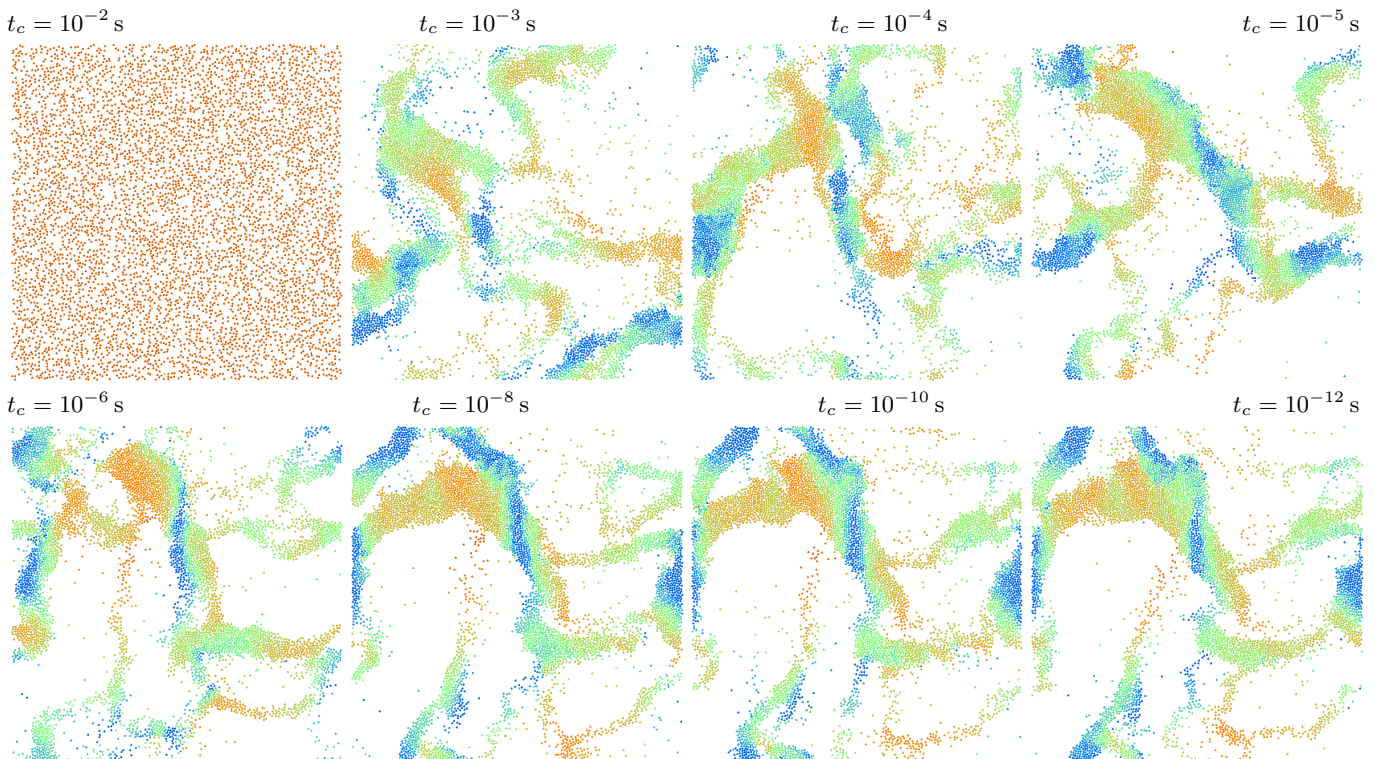 t_c = 10^{-2} s
t_c = 10^{-3} s
t_c = 10^{-4} s
t_c = 10^{-5} s
t_c = 10^{-6} s
t_c = 10^{-8} s
t_c = 10^{-10} s
t_c = 10^{-12} s